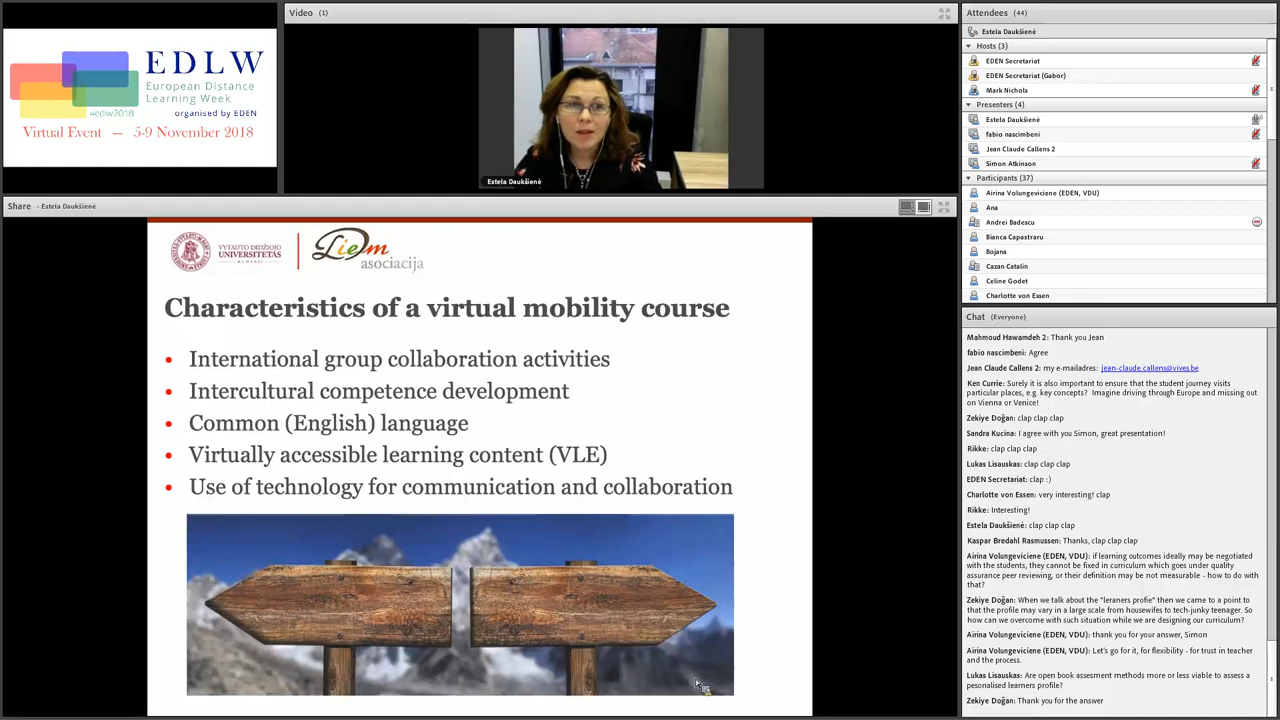 EDLW
European Distance
Learning Week
#edlw2018
organised by EDEN
Virtual Event — 5-9 November 2018
Video (1)
Estela Daukšienė
Share - Estela Daukšienė
VYTAUTO DIDŽIOJO
UNIVERSITETAS
MCMXXII
Liedm
asociacija
Characteristics of a virtual mobility course
• International group collaboration activities
• Intercultural competence development
• Common (English) language
• Virtually accessible learning content (VLE)
• Use of technology for communication and collaboration
Attendees (44)
Estela Daukšienė
Hosts (3)
EDEN Secretariat
EDEN Secretariat (Gabor)
Mark Nichols
Presenters (4)
Estela Daukšienė
fabio nascimbeni
Jean Claude Callens 2
Simon Atkinson
Participants (37)
Airina Volungeviciene (EDEN, VDU)
Ana
Andrei Badescu
Bianca Capastraru
Bojana
Cazan Catalin
Celine Godet
Charlotte von Essen
Chat (Everyone)
Mahmoud Hawamdeh 2: Thank you Jean
fabio nascimbeni: Agree
Jean Claude Callens 2: my e-mailadres: jean-claude.callens@vives.be
Ken Currie: Surely it is also important to ensure that the student journey visits
particular places, e.g. key concepts? Imagine driving through Europe and missing out
on Vienna or Venice!
Zekiye Doğan: clap clap clap
Sandra Kucina: I agree with you Simon, great presentation!
Rikke: clap clap clap
Lukas Lisauskas: clap clap clap
EDEN Secretariat: clap :)
Charlotte von Essen: very interesting! clap
Rikke: Interesting!
Estela Daukšienė: clap clap clap
Kaspar Bredahl Rasmussen: Thanks, clap clap clap
Airina Volungeviciene (EDEN, VDU): if learning outcomes ideally may be negotiated
with the students, they cannot be fixed in curriculum which goes under quality
assurance peer reviewing, or their definition may be not measurable - how to do with
that?
Zekiye Doğan: When we talk about the "leraners profie" then we came to a point to
that the profile may vary in a large scale from housewifes to tech-junky teenager. So
how can we overcome with such situation while we are designing our curriculum?
Airina Volungeviciene (EDEN, VDU): thank you for your answer, Simon
Airina Volungeviciene (EDEN, VDU): Let's go for it, for flexibility - for trust in teacher
and the process.
Lukas Lisauskas: Are open book assesment methods more or less viable to assess a
pesonalised learners profile?
Zekiye Doğan: Thank you for the answer